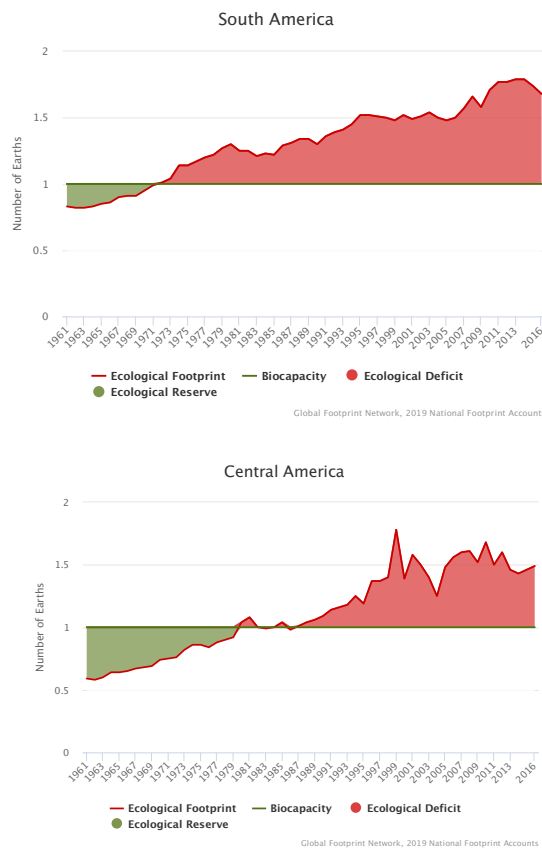 South America
2
1.5
1
0.5
0
Number of Earths
1961 1963 1965 1967 1969 1971 1973 1975 1977 1979 1981 1983 1985 1987 1989 1991 1993 1995 1997 1999 2001 2003 2005 2007 2009 2011 2013 2016
Ecological Footprint Biocapacity Ecological Deficit
Ecological Reserve
Global Footprint Network, 2019 National Footprint Account
Central America
2
1.5
1
0.5
0
Number of Earths
1961 1963 1965 1967 1969 1971 1973 1975 1977 1979 1981 1983 1985 1987 1989 1991 1993 1995 1997 1999 2001 2003 2005 2007 2009 2011 2013 2016
Ecological Footprint Biocapacity Ecological Deficit
Ecological Reserve
Global Footprint Network, 2019 National Footprint Accounts